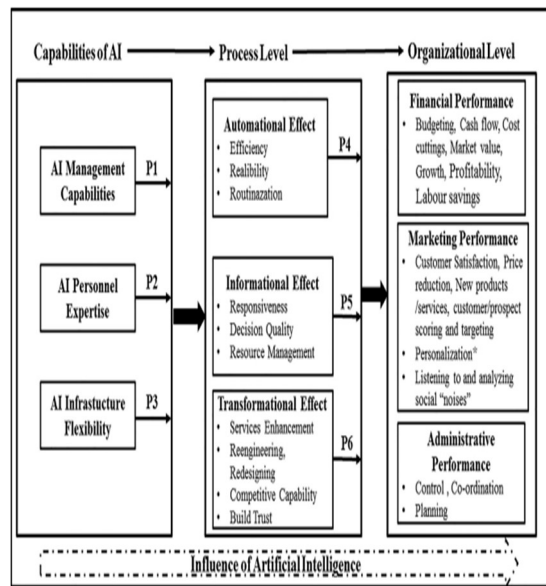 Capabilities of AI
Process Level
Organizational Level
AI Management
Capabilities
P1
AI Personnel
Expertise
P2
AI Infrastucture
Flexibility
P3
Automational Effect
• Efficiency
• Realibility
• Routinazation
P4
Informational Effect
• Responsiveness
• Decision Quality
• Resource Management
P5
Transformational Effect
• Services Enhancement
• Reengineering,
Redesigning
• Competitive Capability
• Build Trust
P6
Financial Performance
• Budgeting, Cash flow, Cost
cuttings, Market value,
Growth, Profitability,
Labour savings
Marketing Performance
• Customer Satisfaction, Price
reduction, New products
/services, customer/prospect
scoring and targeting
• Personalization*
• Listening to and analyzing
social “noises”
Administrative
Performance
• Control , Co-ordination
• Planning
Influence of Artificial Intelligence